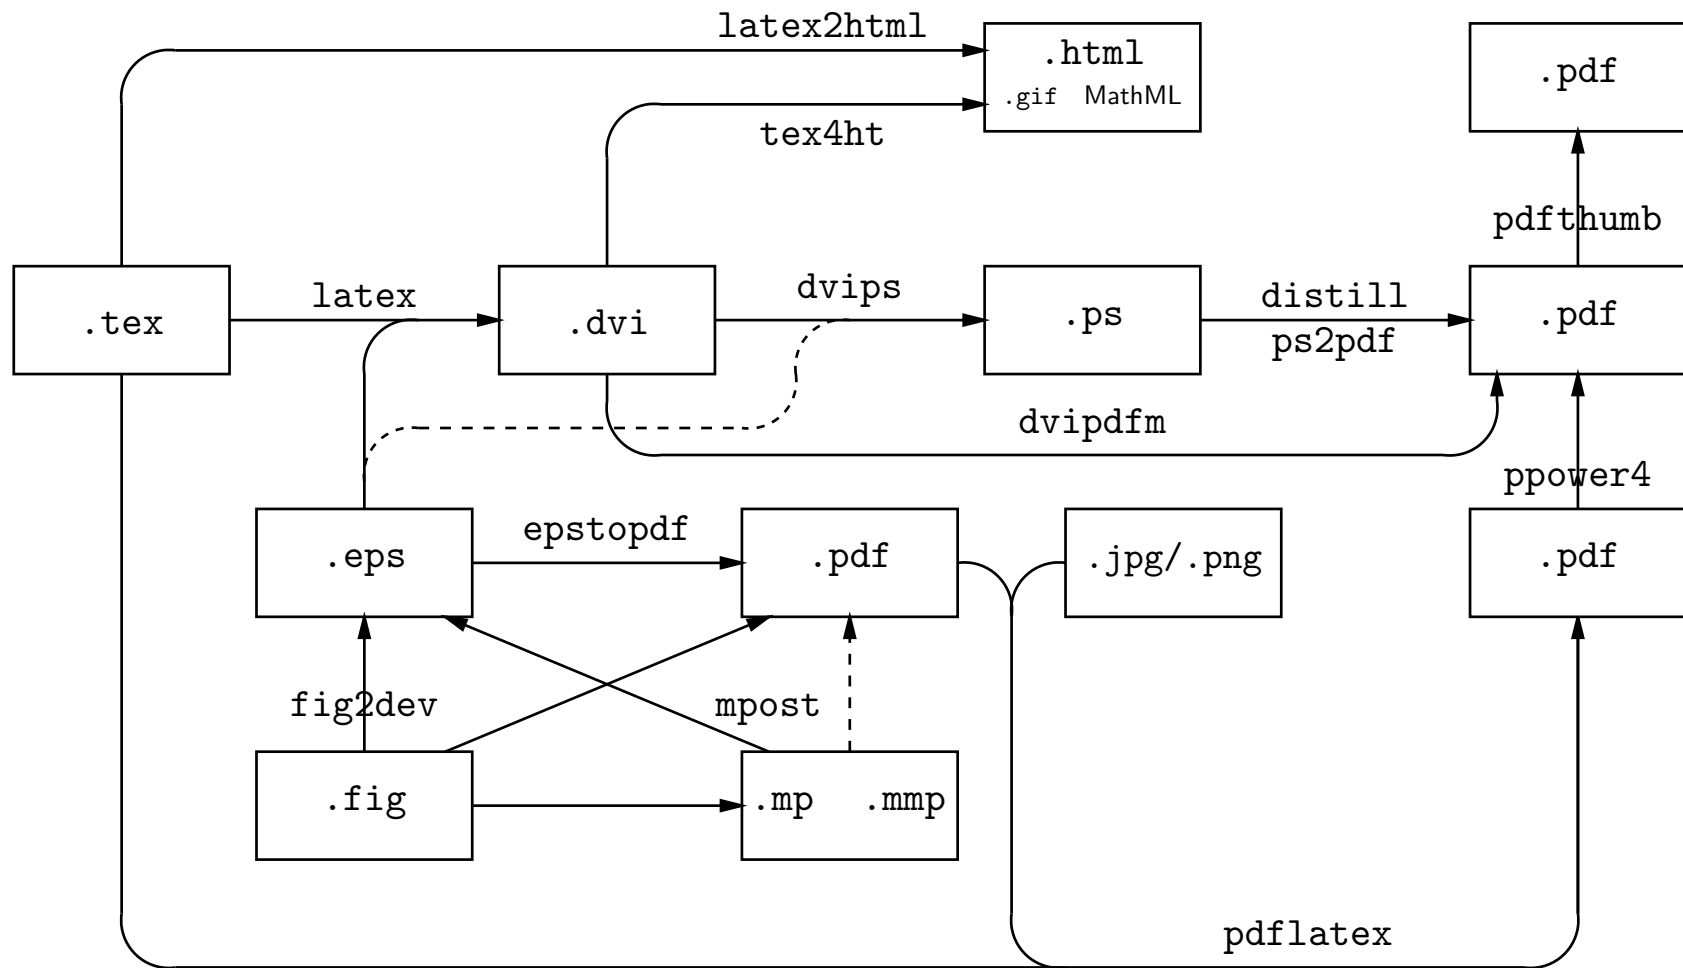 latex2html
.html
.gif MathML
.pdf
tex4ht
pdfthumb
.tex
latex
.dvi
dvips
.ps
distill
ps2pdf
.pdf
dvipdfm
ppower4
.eps
epstopdf
.pdf
.jpg/.png
.pdf
fig2dev
mpost
.fig
.mp .mmp
pdflatex